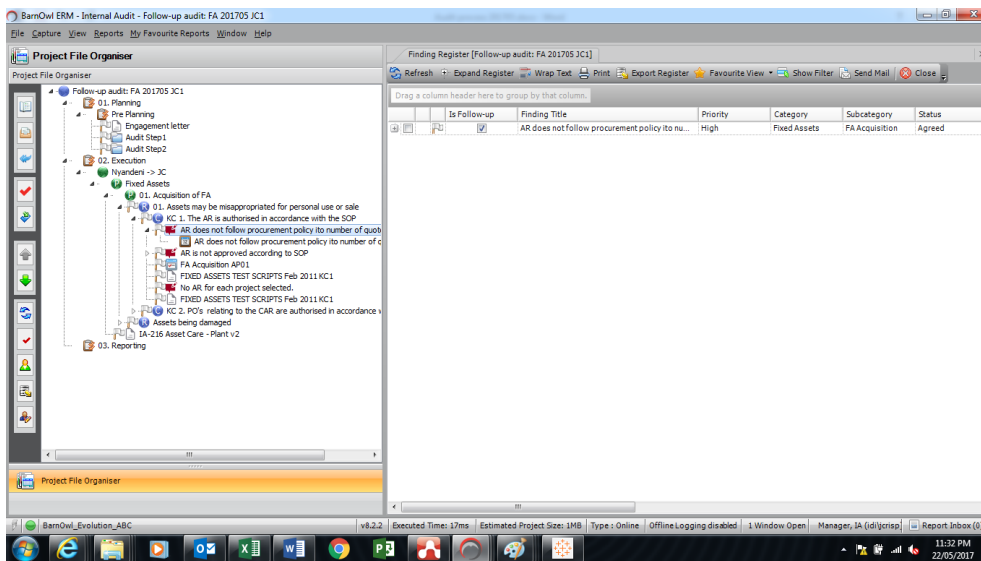 BarnOwl ERM - Internal Audit - Follow-up audit: FA 201705 JC1
File Capture View Reports My Favourite Reports Window Help
Project File Organiser
Project File Organiser
Follow-up audit: FA 201705 JC1
01. Planning
Pre Planning
Engagement letter
Audit Step1
Audit Step2
02. Execution
Nyandeni -> JC
Fixed Assets
01. Acquisition of FA
01. Assets may be misappropriated for personal use or sale
KC 1. The AR is authorised in accordance with the SOP
AR does not follow procurement policy ito number of quot
AR does not follow procurement policy ito number of q
AR is not approved according to SOP
FA Acquisition AP01
FIXED ASSETS TEST SCRIPTS Feb 2011 KC1
No AR for each project selected.
FIXED ASSETS TEST SCRIPTS Feb 2011 KC1
KC 2. PO's relating to the CAR are authorised in accordance
Assets being damaged
IA-216 Asset Care - Plant v2
03. Reporting
Project File Organiser
Finding Register [Follow-up audit: FA 201705 JC1]
Refresh Expand Register Wrap Text Print Export Register Favourite View Show Filter Send Mail Close
Drag a column header here to group by that column.
Is Follow-up Finding Title Priority Category Subcategory Status
AR does not follow procurement policy ito nu... High Fixed Assets FA Acquisition Agreed
BarnOwl_Evolution_ABC v8.2.2 Executed Time: 17ms Estimated Project Size: 1MB Type : Online Offline Logging disabled 1 Window Open Manager, IA (idi\jcrisp) Report Inbox (0
11:32 PM
22/05/2017